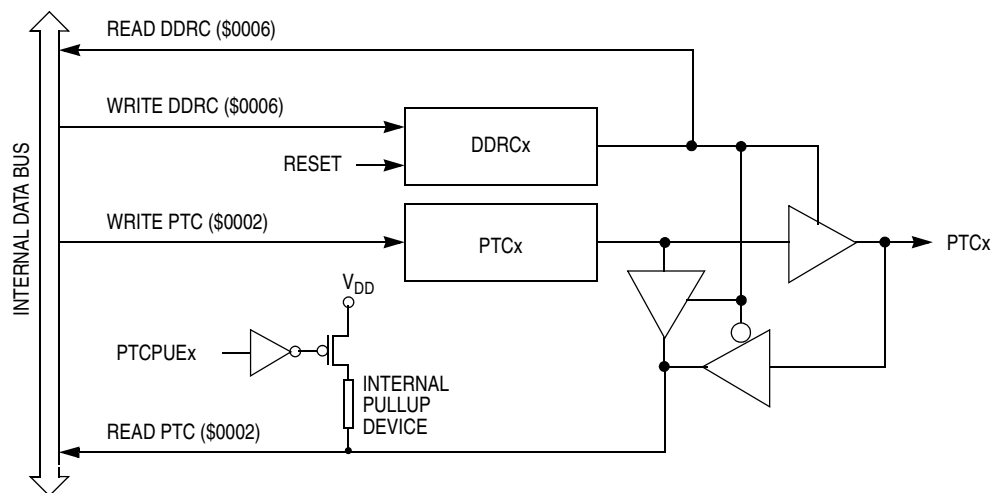 READ DDRC ($0006)
WRITE DDRC ($0006)
DDRCx
RESET
INTERNAL DATA BUS
WRITE PTC ($0002)
PTCx
PTCx
VDD
PTCPUEx
INTERNAL
PULLUP
DEVICE
READ PTC ($0002)